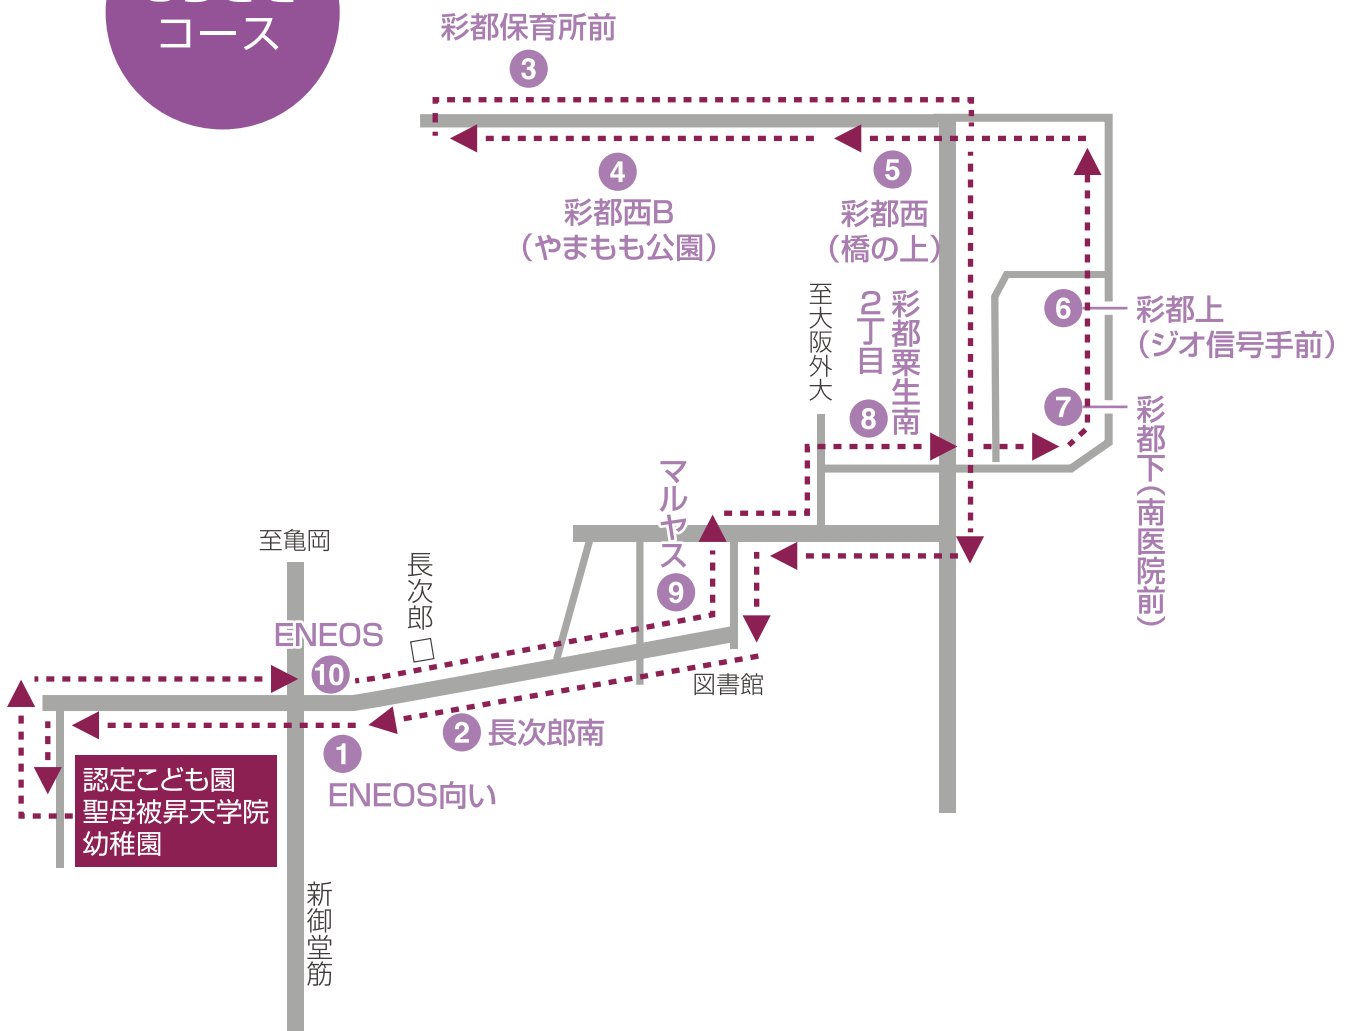 コース
彩都保育所前
3
4
彩都西B
（やまもも公園）
5
彩都西
（橋の上）
至大阪外大
彩都粟生南
2丁目
8
6
彩都上
（ジオ信号手前）
7
彩都下（南医院前）
マルヤス
9
至亀岡
長次郎
ENEOS
10
図書館
2
長次郎南
1
ENEOS向い
認定こども園
聖母被昇天学院
幼稚園
新御堂筋